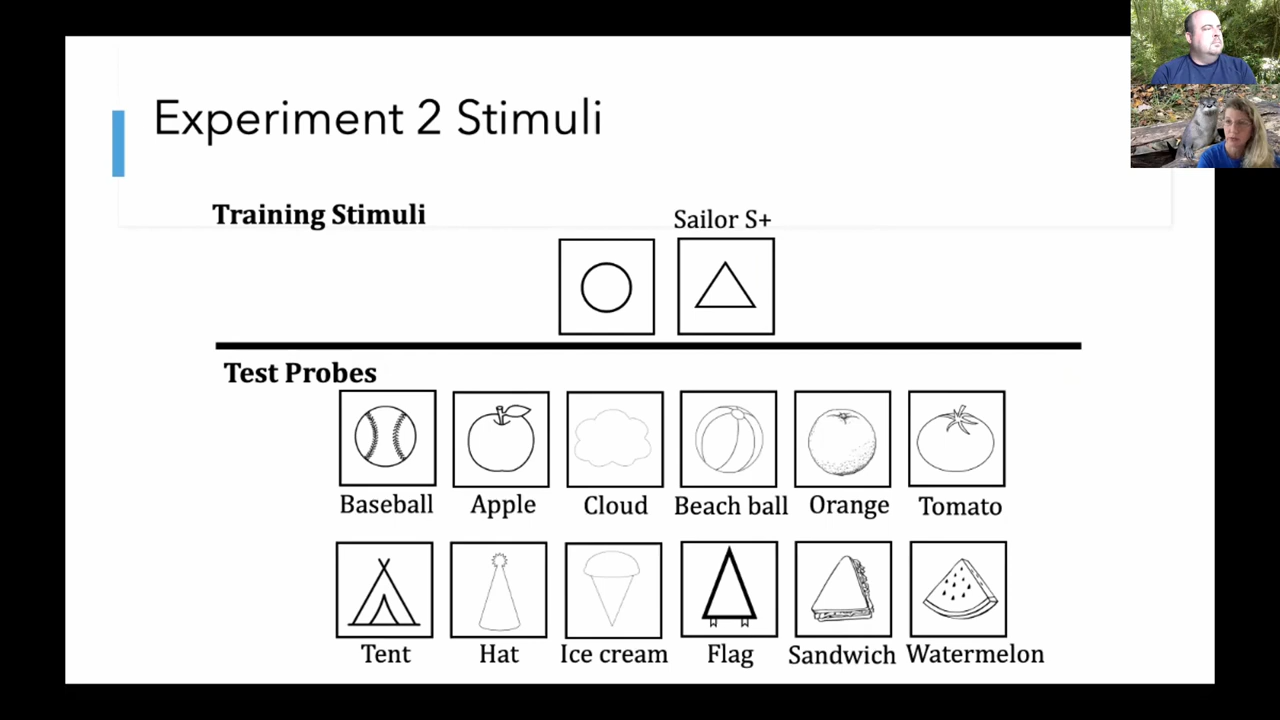 Experiment 2 Stimuli
Training Stimuli
Sailor S+
Test Probes
Baseball Apple Cloud Beach ball Orange Tomato
Tent Hat Ice cream Flag Sandwich Watermelon